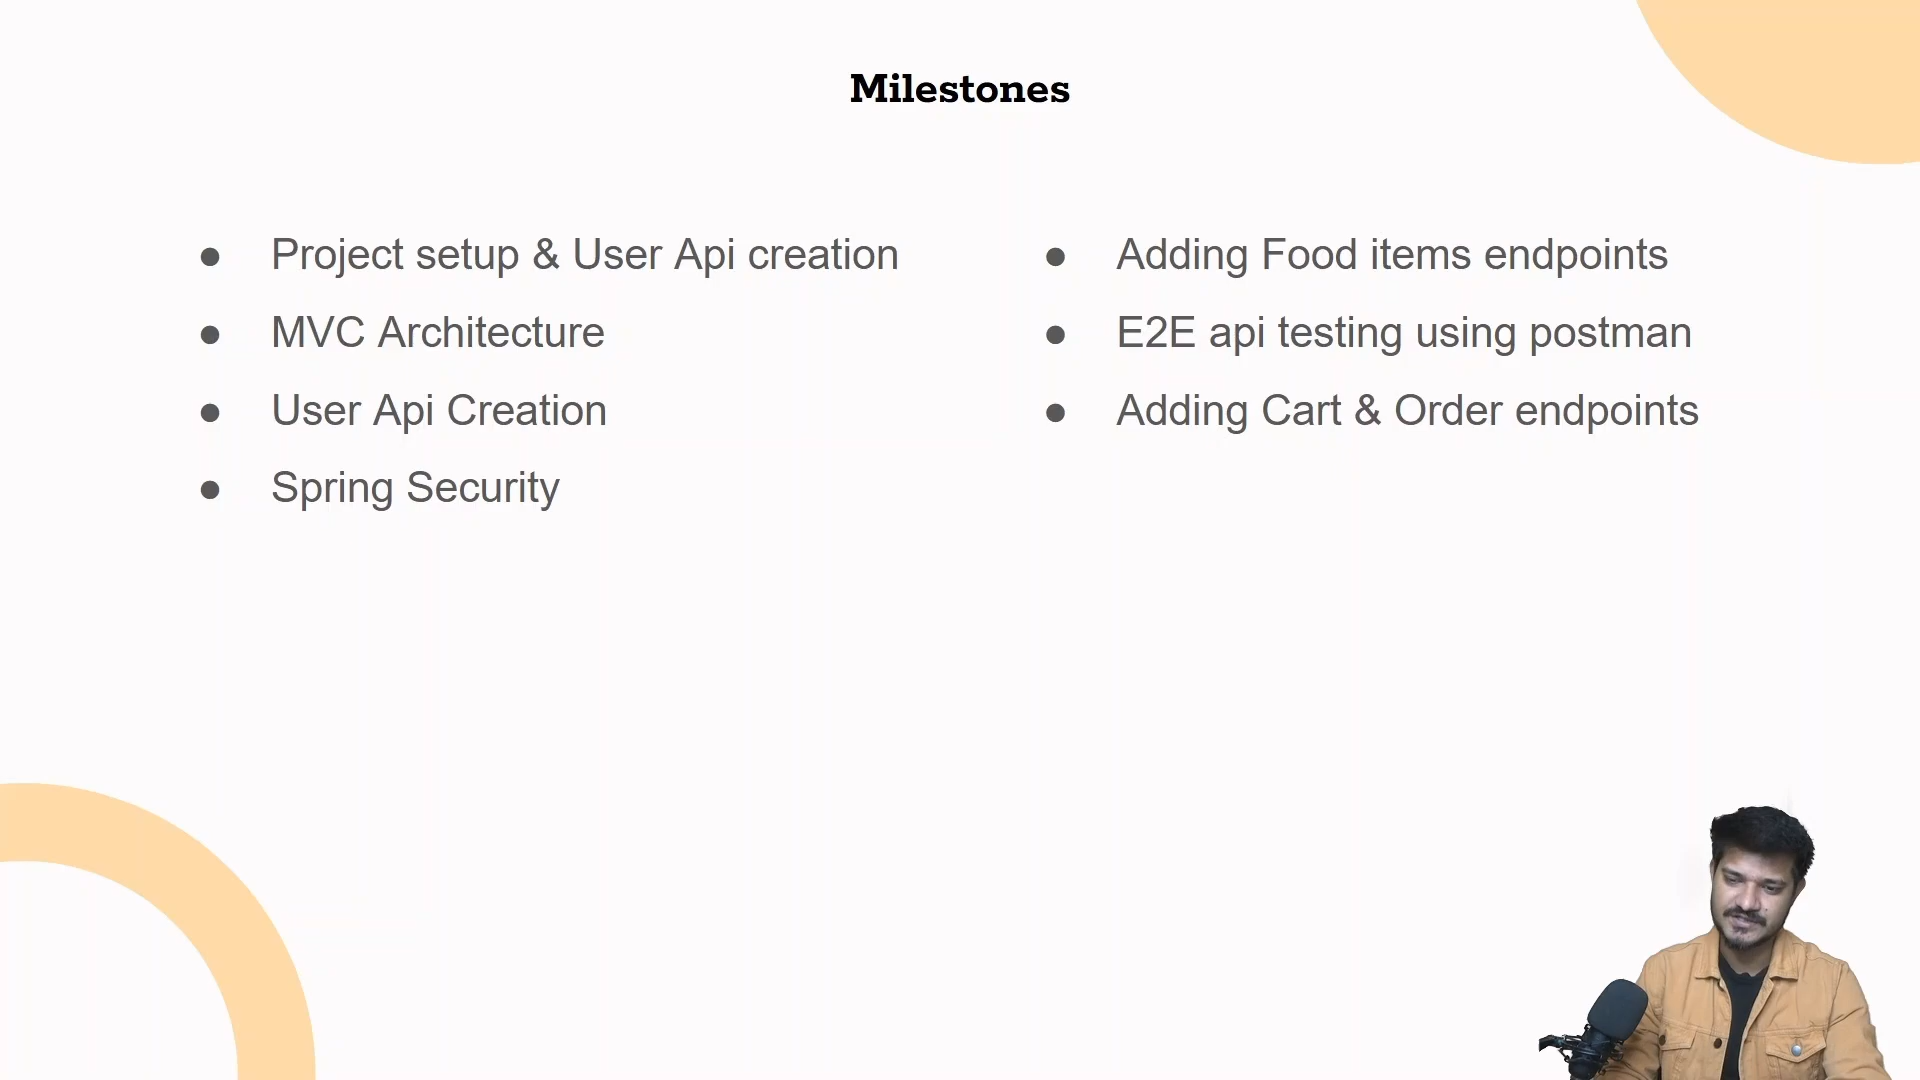 Milestones
● Project setup & User Api creation
● MVC Architecture
● User Api Creation
● Spring Security
● Adding Food items endpoints
● E2E api testing using postman
● Adding Cart & Order endpoints